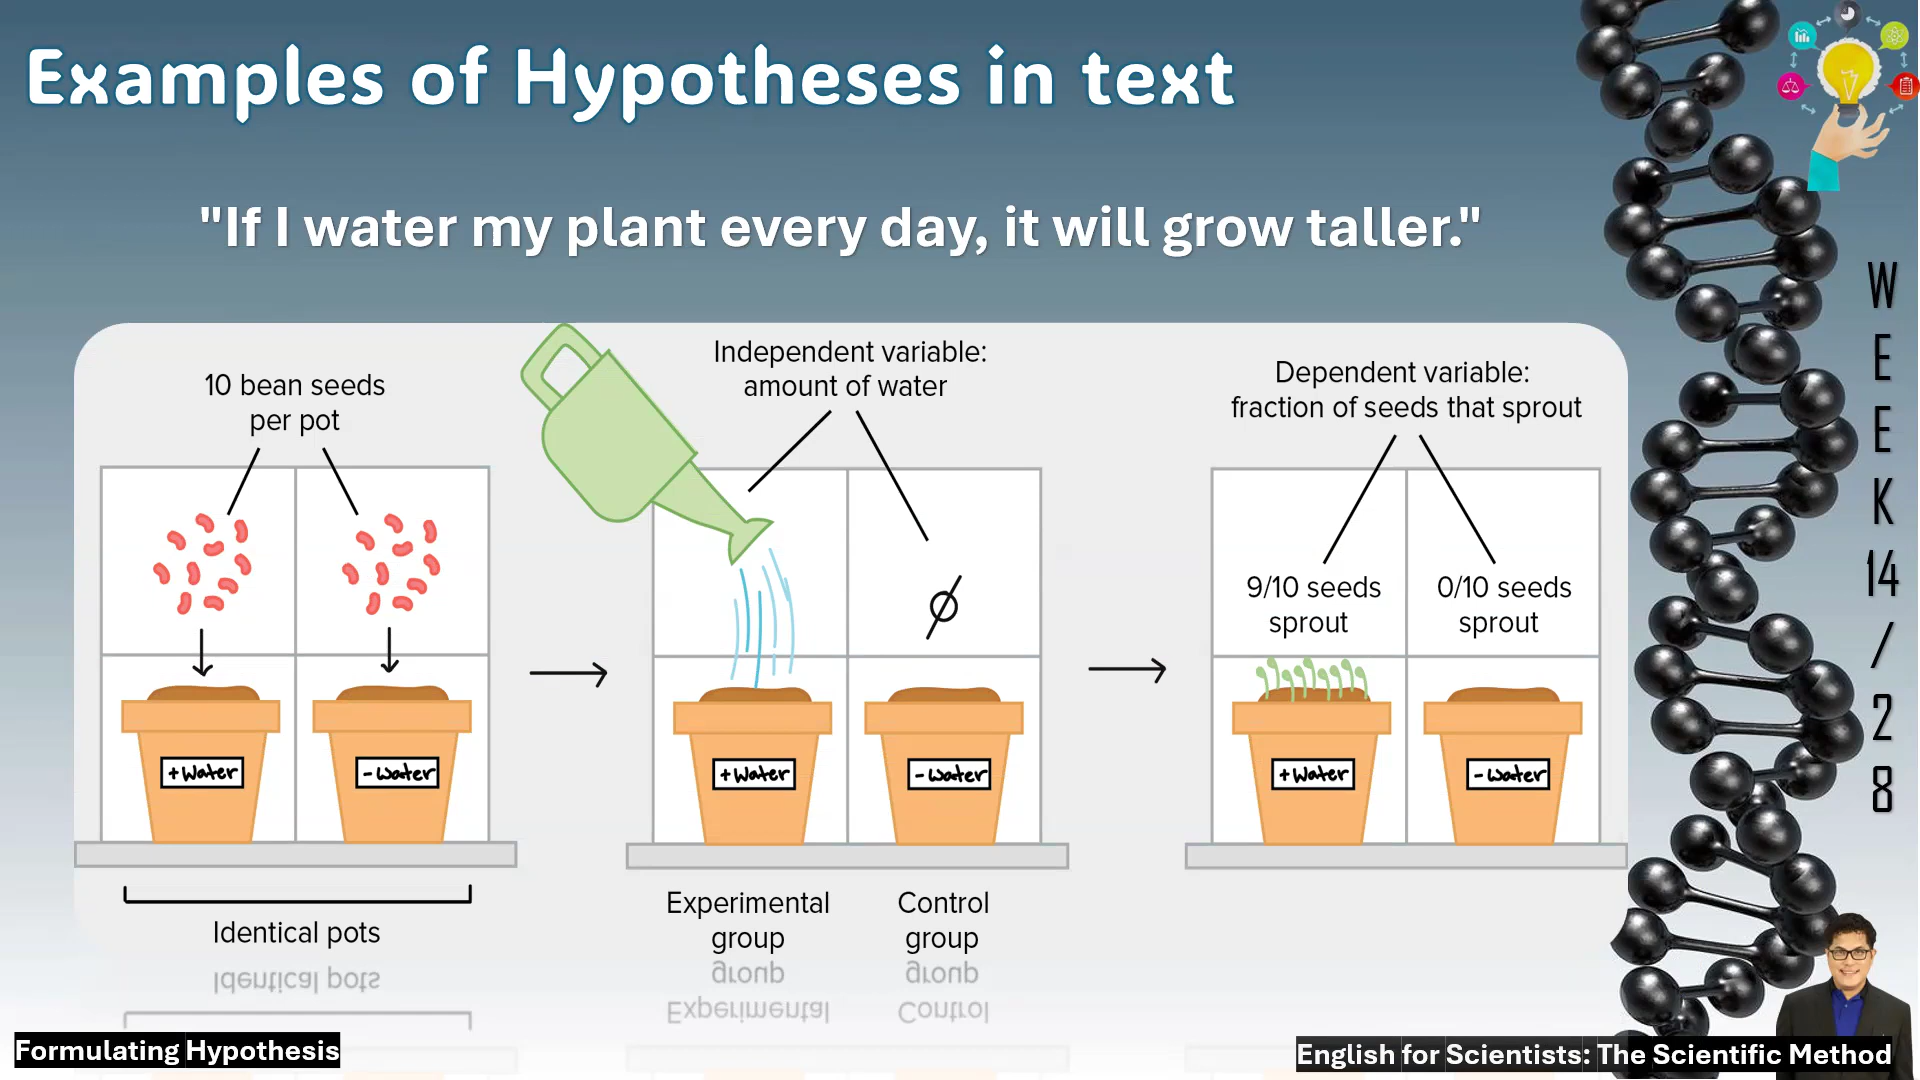 Examples of Hypotheses in text
"If I water my plant every day, it will grow taller."
10 bean seeds
per pot
+Water
-Water
Identical pots
Independent variable:
amount of water
+Water
-Water
Experimental
group
Control
group
Dependent variable:
fraction of seeds that sprout
9/10 seeds
sprout
0/10 seeds
sprout
+Water
-Water
WEEK 14/28
Formulating Hypothesis
English for Scientists: The Scientific Method